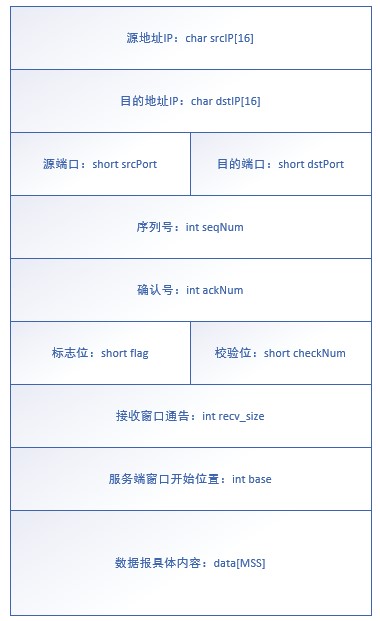 源地址IP：char srcIP[16]
目的地址IP：char dstIP[16]
源端口：short srcPort
目的端口：short dstPort
序列号：int seqNum
确认号：int ackNum
标志位：short flag
校验位：short checkNum
接收窗口通告：int recv_size
服务端窗口开始位置：int base
数据报具体内容：data[MSS]